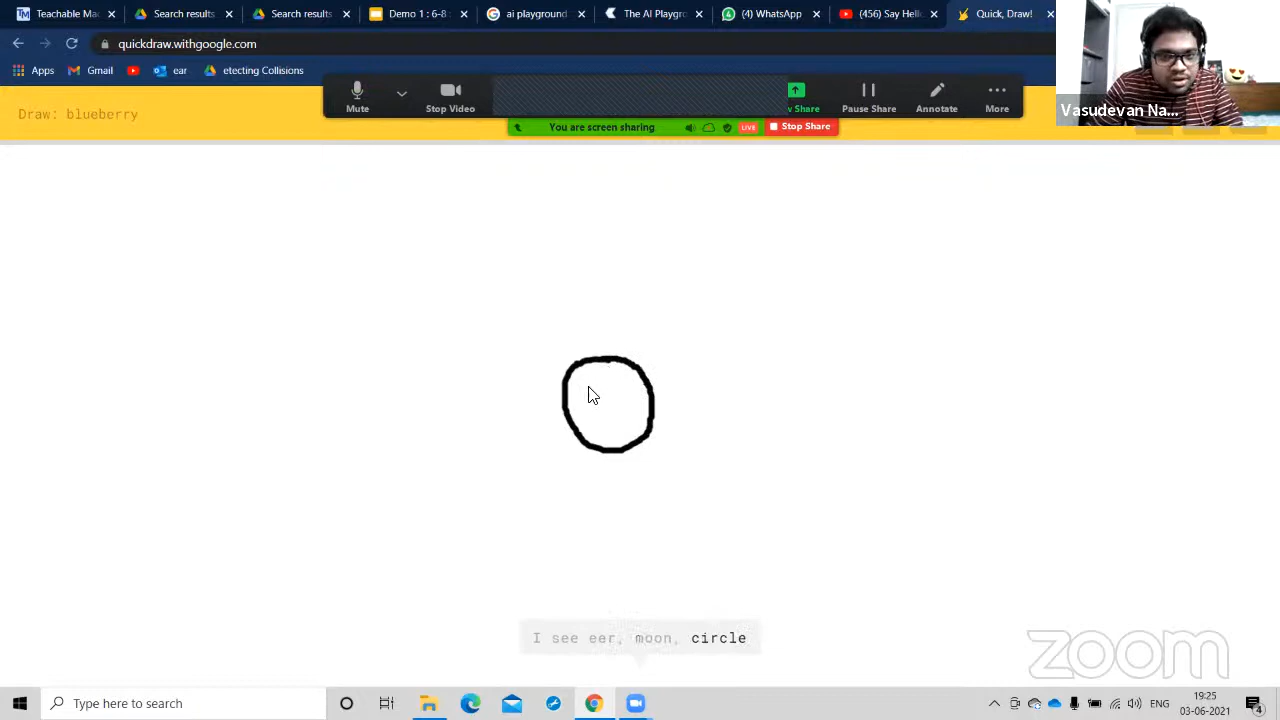 Teachable Ma
Search results
Search results
Demo 1 : 6-8
ai playground
The AI Playgr
(4) WhatsApp
(456) Say Hell
Quick, Draw!
quickdraw.withgoogle.com
Apps
Gmail
ear
etecting Collisions
Mute
Stop Video
Share
Pause Share
Annotate
More
Vasudevan Na...
Draw: blueberry
You are screen sharing
LIVE
Stop Share
I see eer, moon, circle
zoom
Type here to search
ENG
19:25
03-06-2021
4